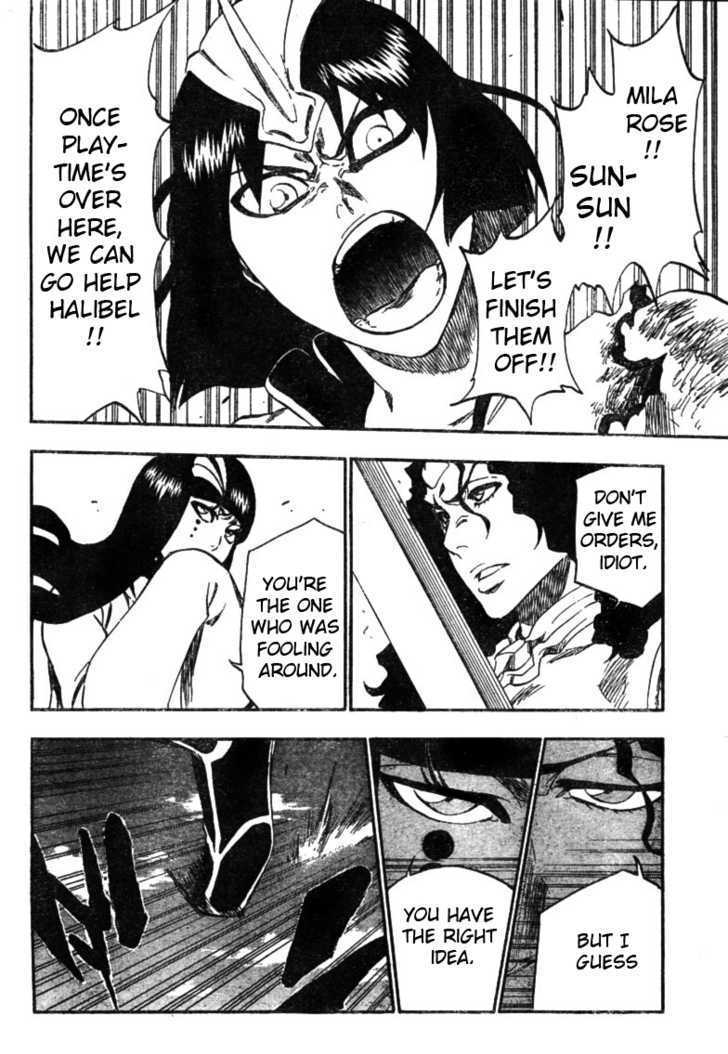 MILA
ROSE
!!
SUN-
SUN
!!
LET'S
FINISH
THEM
OFF!!
ONCE
PLAY-
TIME'S
OVER
HERE,
WE CAN
GO HELP
HALIBEL
!!
DON'T
GIVE ME
ORDERS,
IDIOT.
YOU'RE
THE ONE
WHO WAS
FOOLING
AROUND.
BUT I
GUESS
YOU HAVE
THE RIGHT
IDEA.